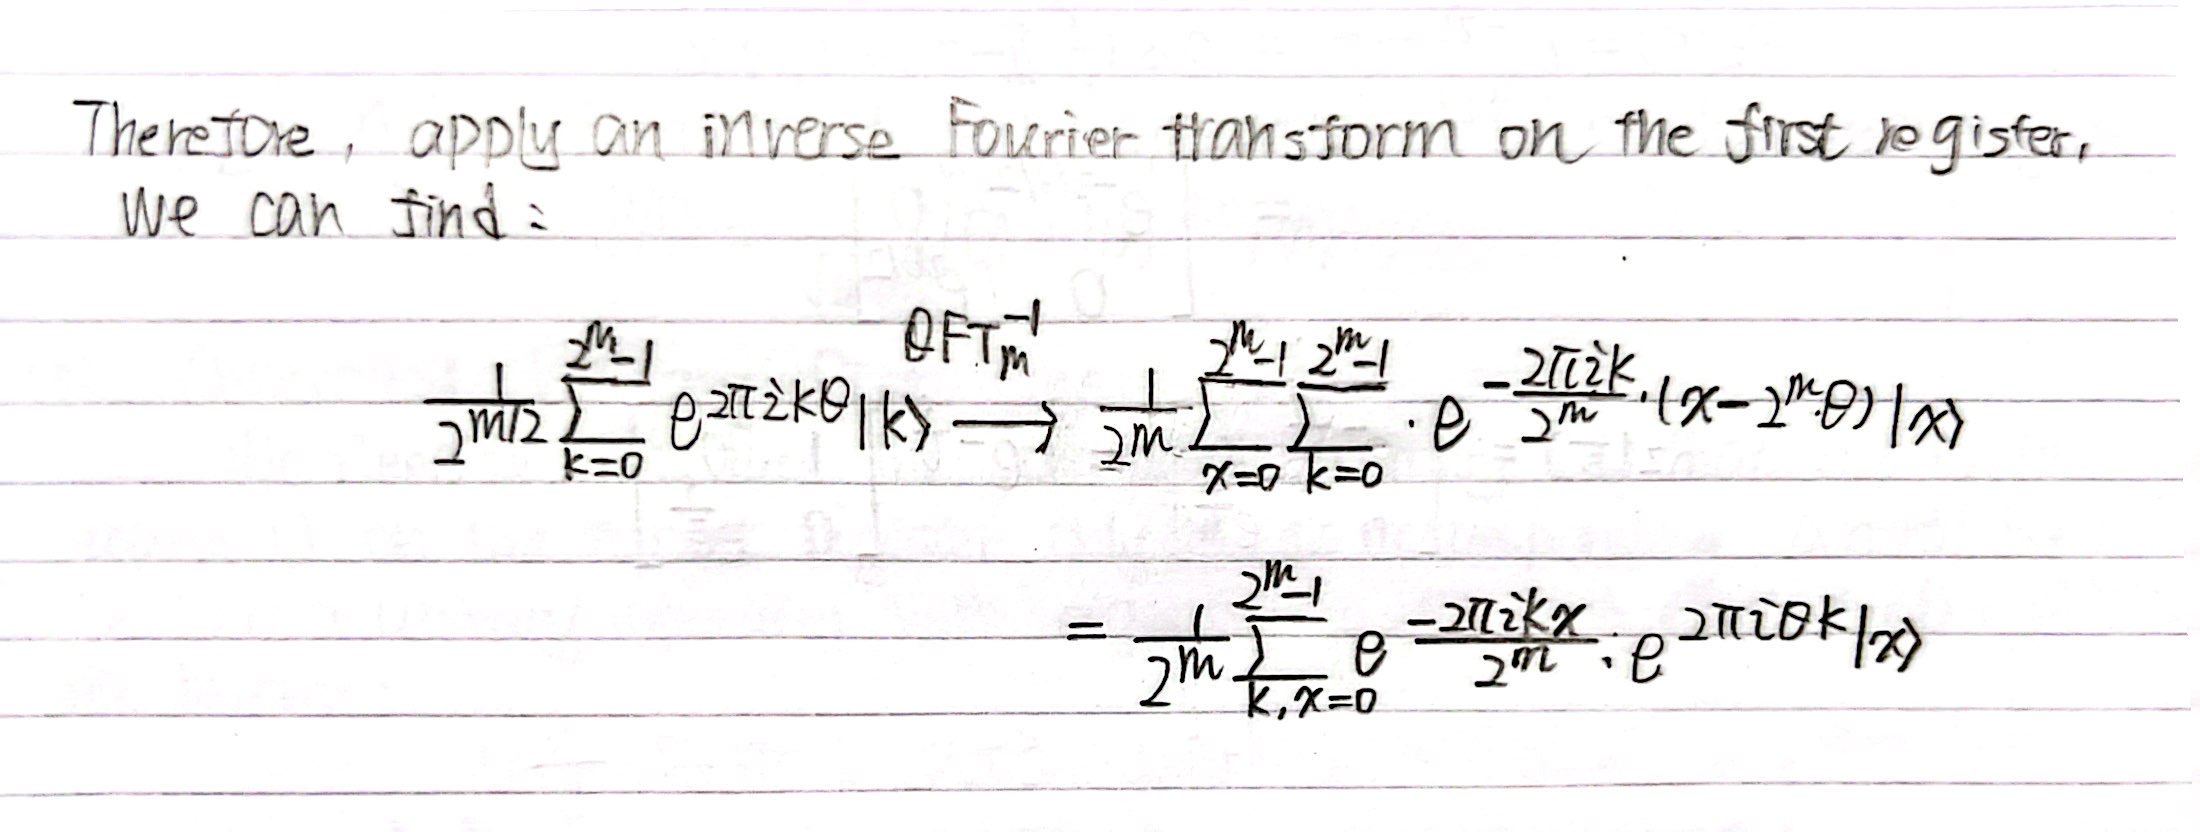 Therefore, apply an inverse Fourier transform on the first register,
we can find:
$\frac{1}{2^{m/2}} \sum_{k=0}^{2^m-1} e^{2\pi i k\theta} |k\rangle \xrightarrow{QFT_m^{-1}} \frac{1}{2^m} \sum_{x=0}^{2^m-1} \sum_{k=0}^{2^m-1} \cdot e^{-\frac{2\pi i k}{2^m} \cdot (x - 2^m \cdot \theta)} |x\rangle$
$= \frac{1}{2^m} \sum_{k,x=0}^{2^m-1} e^{\frac{-2\pi i k x}{2^m}} \cdot e^{2\pi i \theta k} |x\rangle$